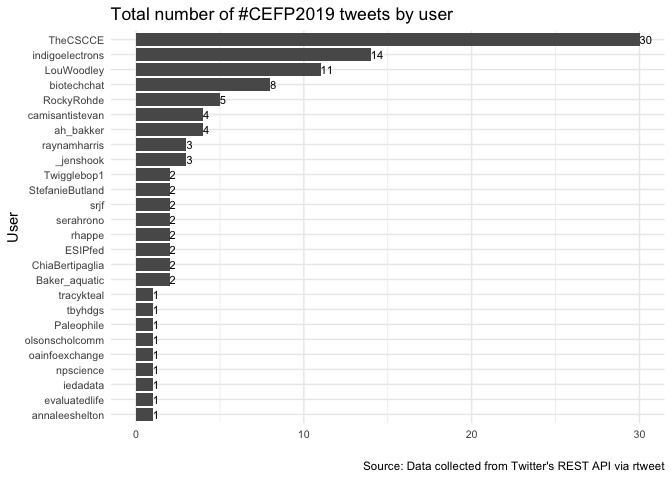 Total number of #CEFP2019 tweets by user
TheCSCCE 30
indigoelectrons 14
LouWoodley 11
biotechchat 8
RockyRohde 5
camisantistevan 4
ah_bakker 4
raynamharris 3
_jenshook 3
Twigglebop1 2
StefanieButland 2
srjf 2
serahrono 2
rhappe 2
ESIPfed 2
ChiaBertipaglia 2
Baker_aquatic 2
tracykteal 1
tbyhdgs 1
Paleophile 1
olsonscholcomm 1
oainfoexchange 1
npscience 1
iedadata 1
evaluatedlife 1
annaleeshelton 1
User
0 10 20 30
Source: Data collected from Twitter's REST API via rtweet